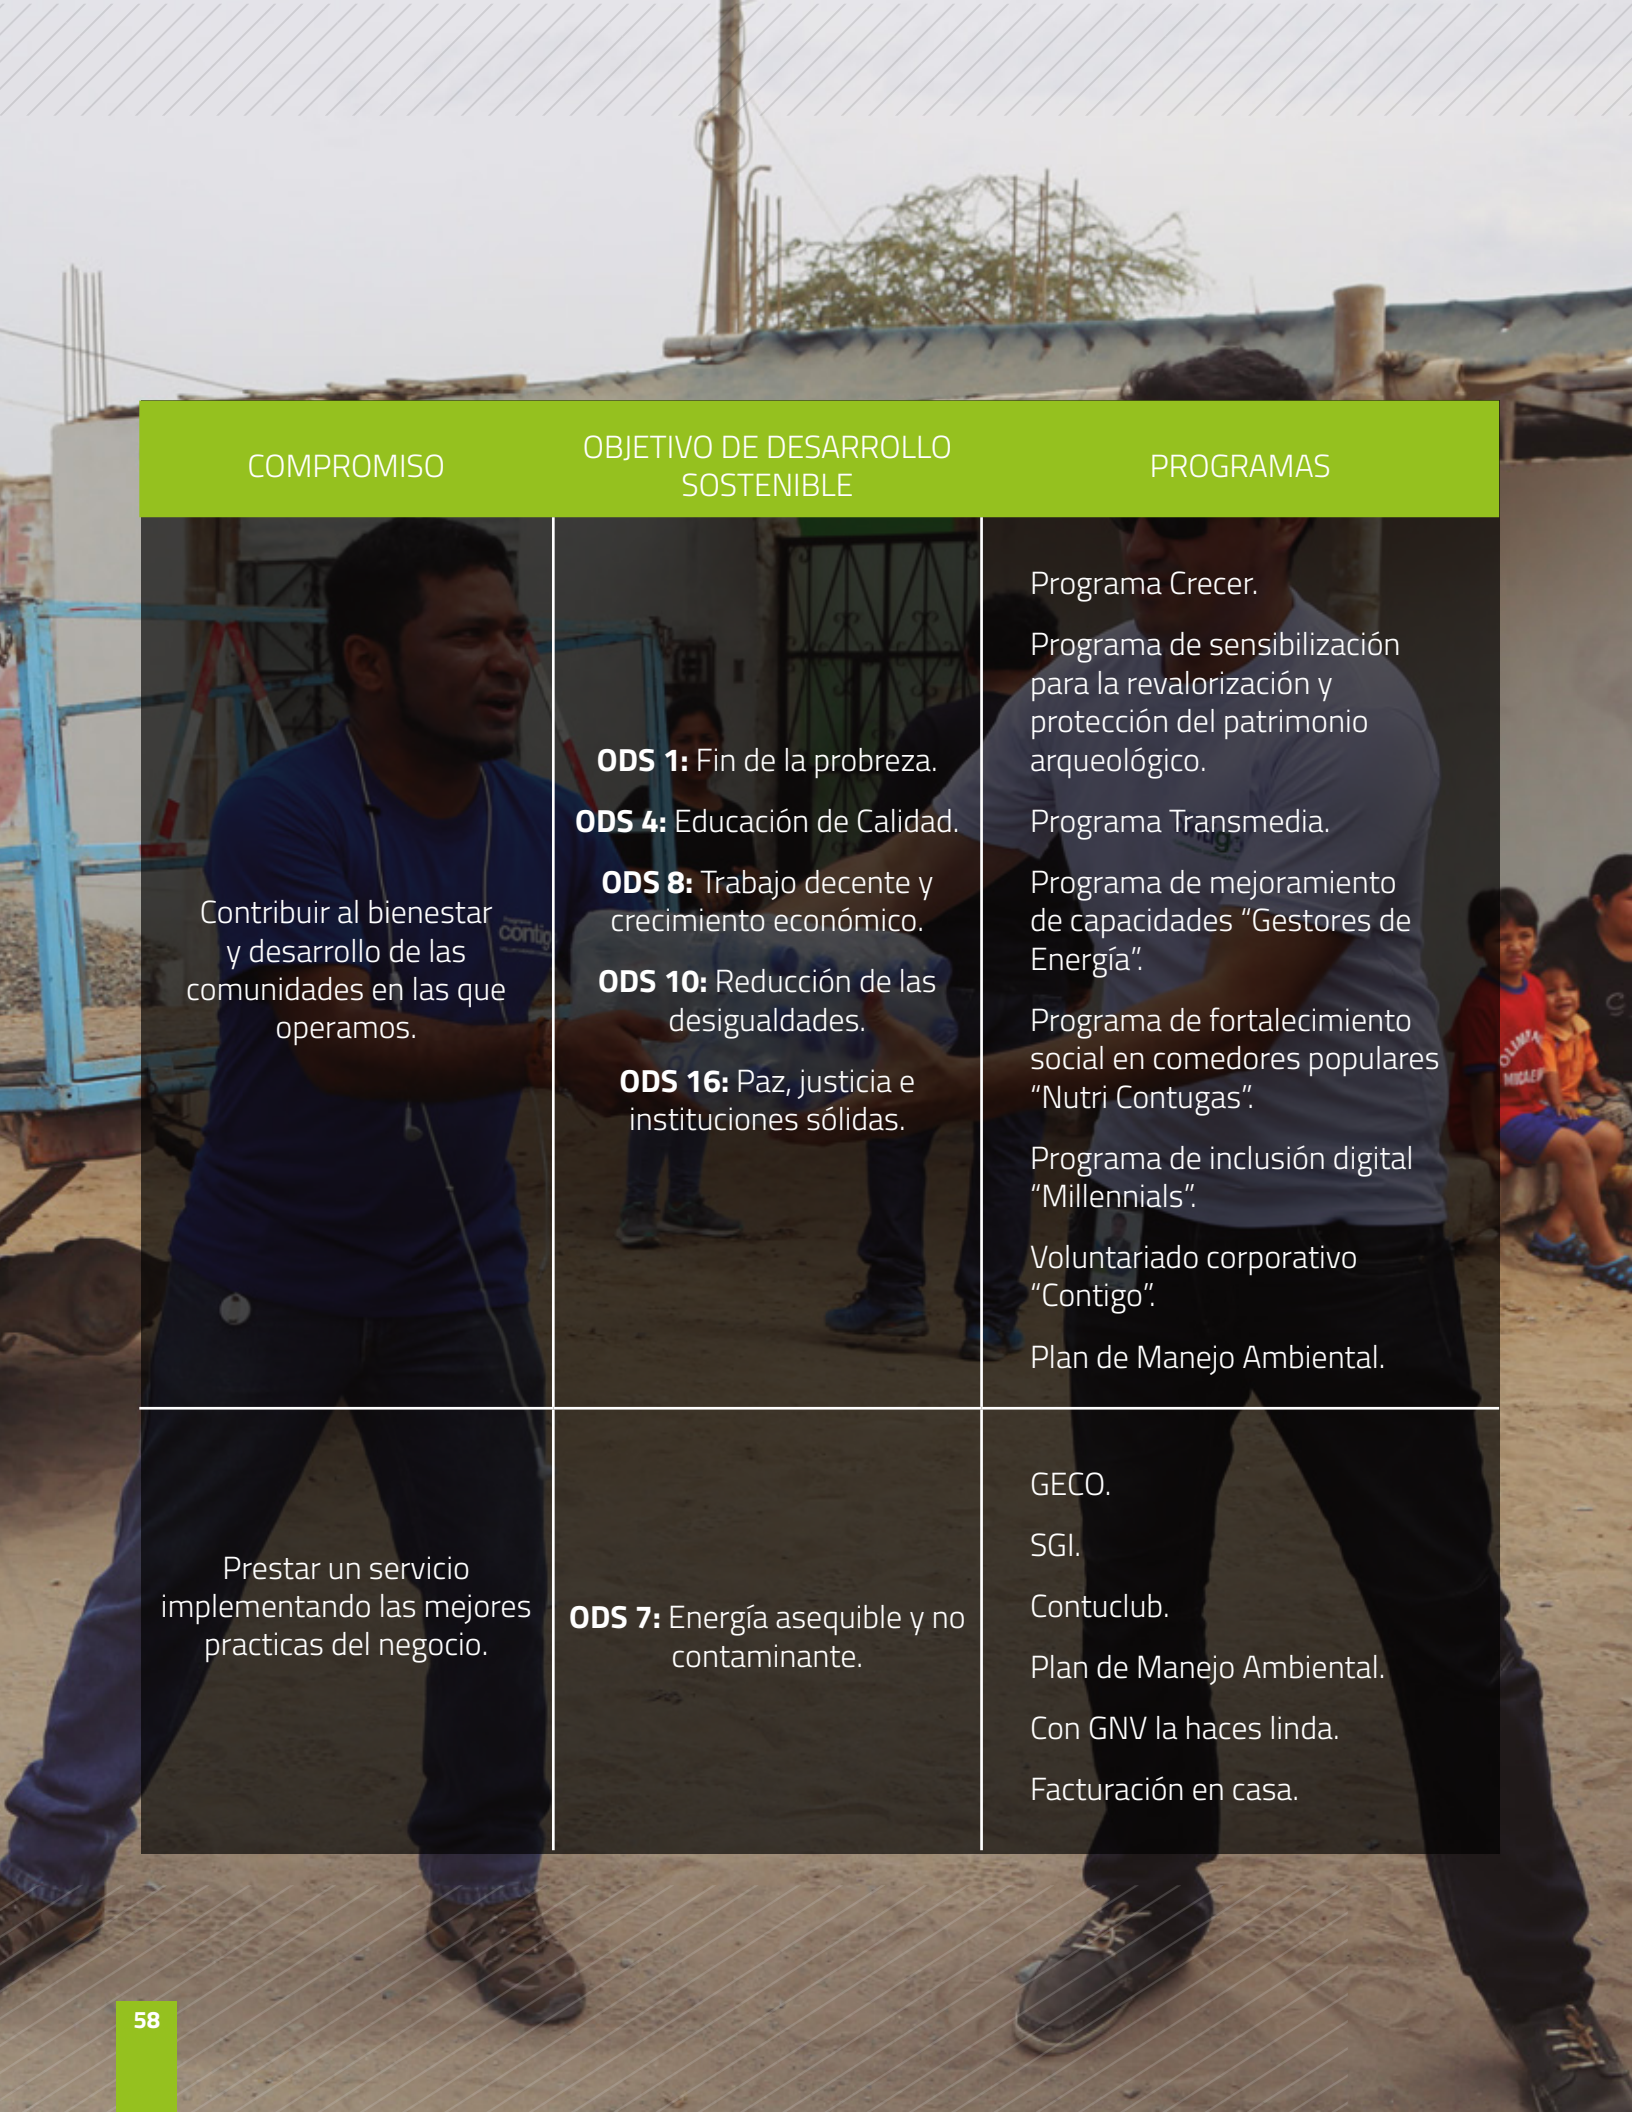 COMPROMISO
OBJETIVO DE DESARROLLO
SOSTENIBLE
PROGRAMAS
Contribuir al bienestar
y desarrollo de las
comunidades en las que
operamos.
ODS 1: Fin de la probreza.
ODS 4: Educación de Calidad.
ODS 8: Trabajo decente y
crecimiento económico.
ODS 10: Reducción de las
desigualdades.
ODS 16: Paz, justicia e
instituciones sólidas.
Programa Crecer.
Programa de sensibilización
para la revalorización y
protección del patrimonio
arqueológico.
Programa Transmedia.
Programa de mejoramiento
de capacidades “Gestores de
Energía”.
Programa de fortalecimiento
social en comedores populares
“Nutri Contugas”.
Programa de inclusión digital
“Millennials”.
Voluntariado corporativo
“Contigo”.
Plan de Manejo Ambiental.
Prestar un servicio
implementando las mejores
practicas del negocio.
ODS 7: Energía asequible y no
contaminante.
GECO.
SGI.
Contuclub.
Plan de Manejo Ambiental.
Con GNV la haces linda.
Facturación en casa.
58